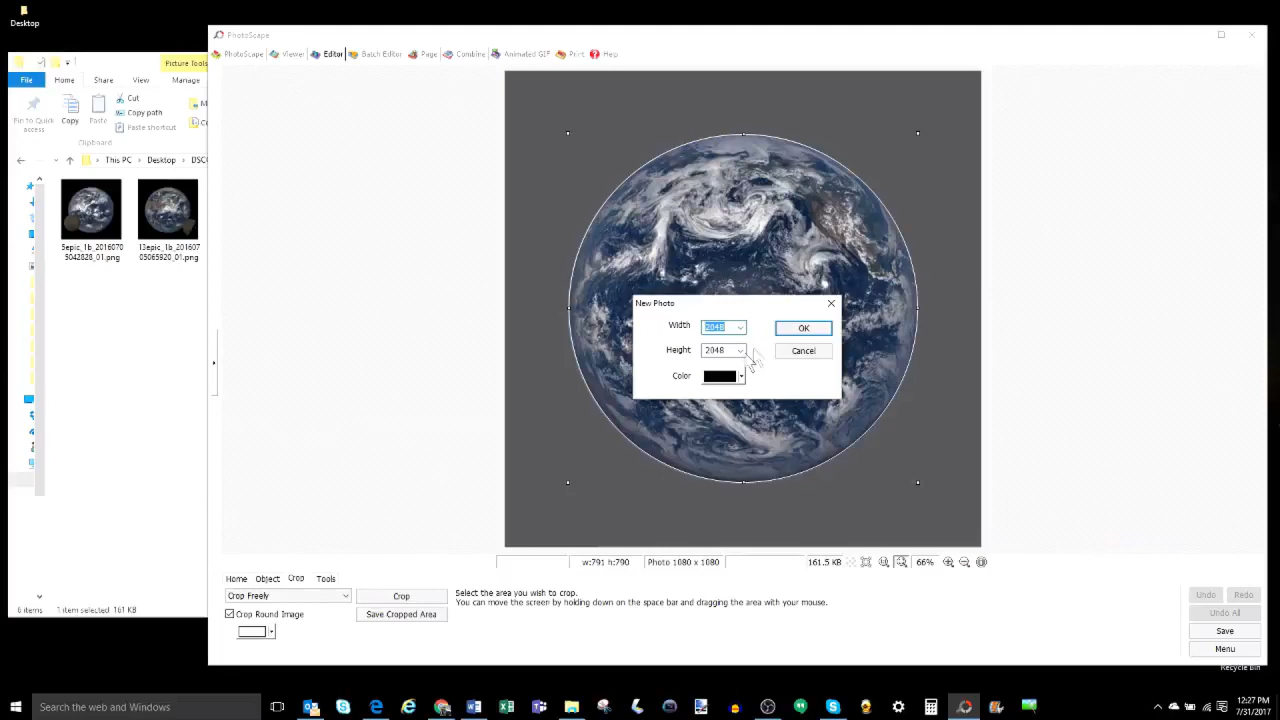 Desktop
PhotoScape
PhotoScape Viewer Editor Batch Editor Page Combine Animated GIF Print Help
Picture Tools
File Home Share View Manage
Pin to Quick access
Copy
Paste
Cut
Copy path
Paste shortcut
Clipboard
This PC Desktop
5epic_1b_2016070
5042828_01.png
13epic_1b_201607
05065920_01.png
New Photo
Width 2048 OK
Height 2048 Cancel
Color
w:791 h:790 Photo 1080 x 1080 161.5 KB 66%
Home Object Crop Tools
Crop Freely Crop
Crop Round Image Save Cropped Area
Select the area you wish to crop.
You can move the screen by holding down on the space bar and dragging the area with your mouse.
Undo Redo
Undo All
Save
Menu
6 items 1 item selected 161 KB
Recycle Bin
Search the web and Windows
12:27 PM
7/31/2017